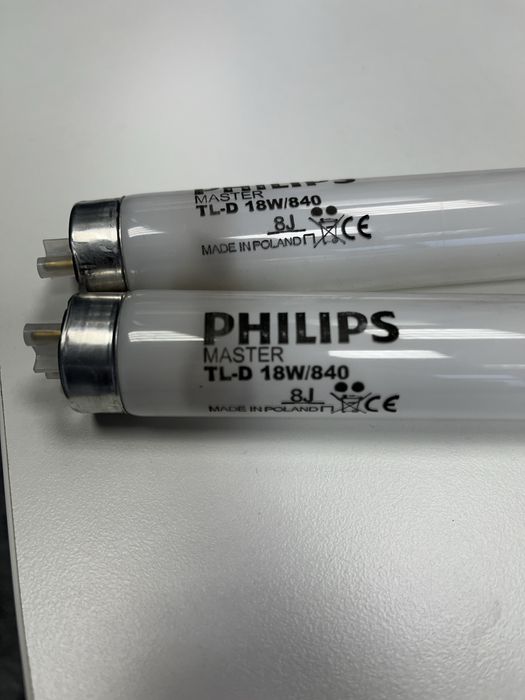 PHILIPS
MASTER
TL-D 18W/840
8J
MADE IN POLAND CE
PHILIPS
MASTER
TL-D 18W/840
8J
MADE IN POLAND CE